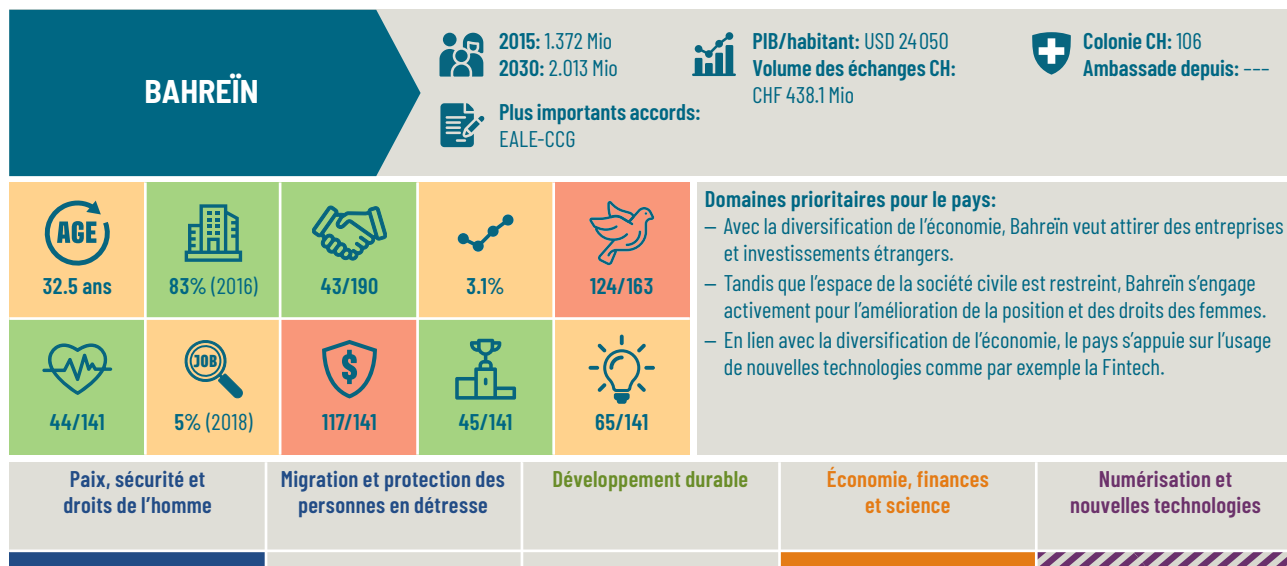 BAHREÏN
2015: 1.372 Mio
2030: 2.013 Mio
Plus importants accords:
EALE-CCG
PIB/habitant: USD 24 050
Volume des échanges CH:
CHF 438.1 Mio
Colonie CH: 106
Ambassade depuis: –––
AGE
32.5 ans
83% (2016)
43/190
3.1%
124/163
44/141
JOB
5% (2018)
$
117/141
45/141
65/141
Domaines prioritaires pour le pays:
– Avec la diversification de l’économie, Bahreïn veut attirer des entreprises
et investissements étrangers.
– Tandis que l’espace de la société civile est restreint, Bahreïn s’engage
activement pour l’amélioration de la position et des droits des femmes.
– En lien avec la diversification de l’économie, le pays s’appuie sur l’usage
de nouvelles technologies comme par exemple la Fintech.
Paix, sécurité et
droits de l’homme
Migration et protection des
personnes en détresse
Développement durable
Économie, finances
et science
Numérisation et
nouvelles technologies